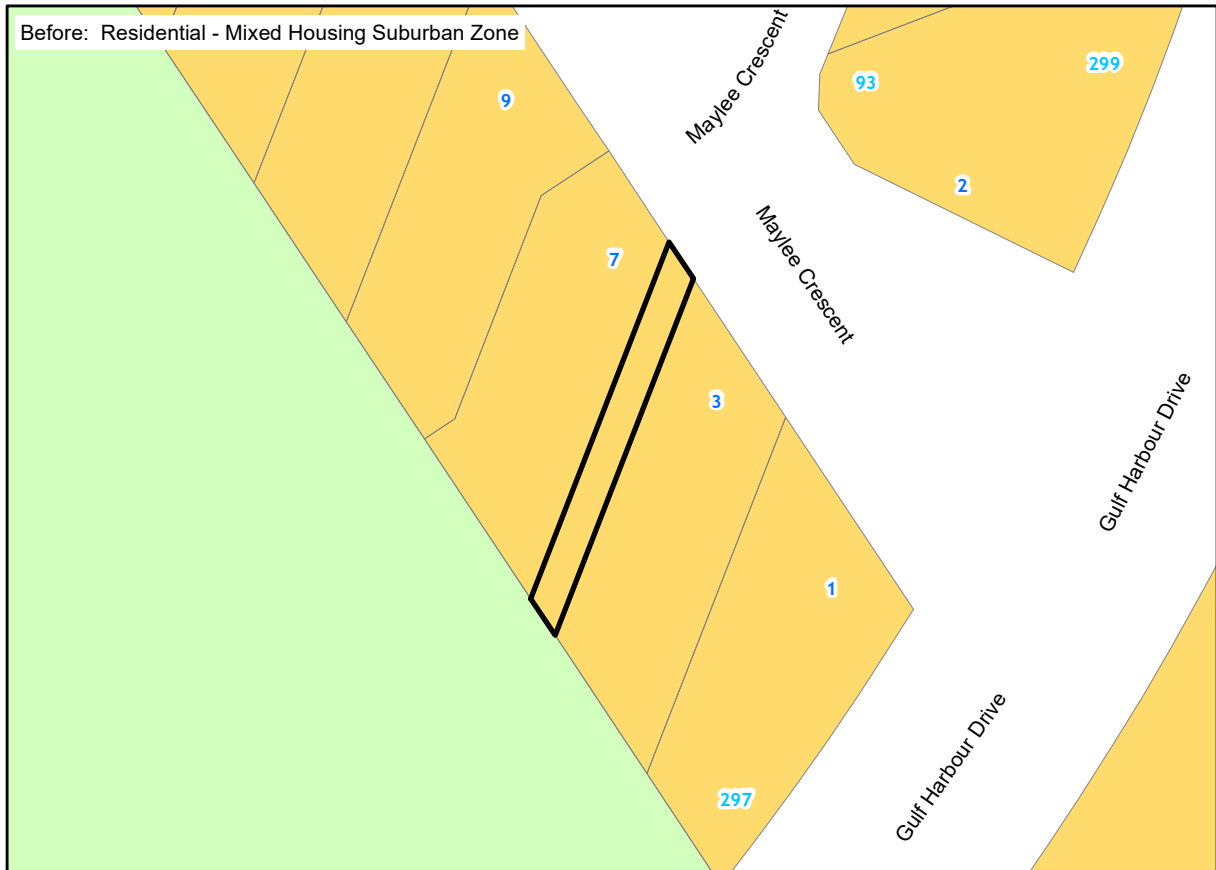 Before:  Residential - Mixed Housing Suburban Zone
Maylee Crescent
299
93
9
2
Maylee Crescent
7
3
Gulf Harbour Drive
1
Gulf Harbour Drive
297